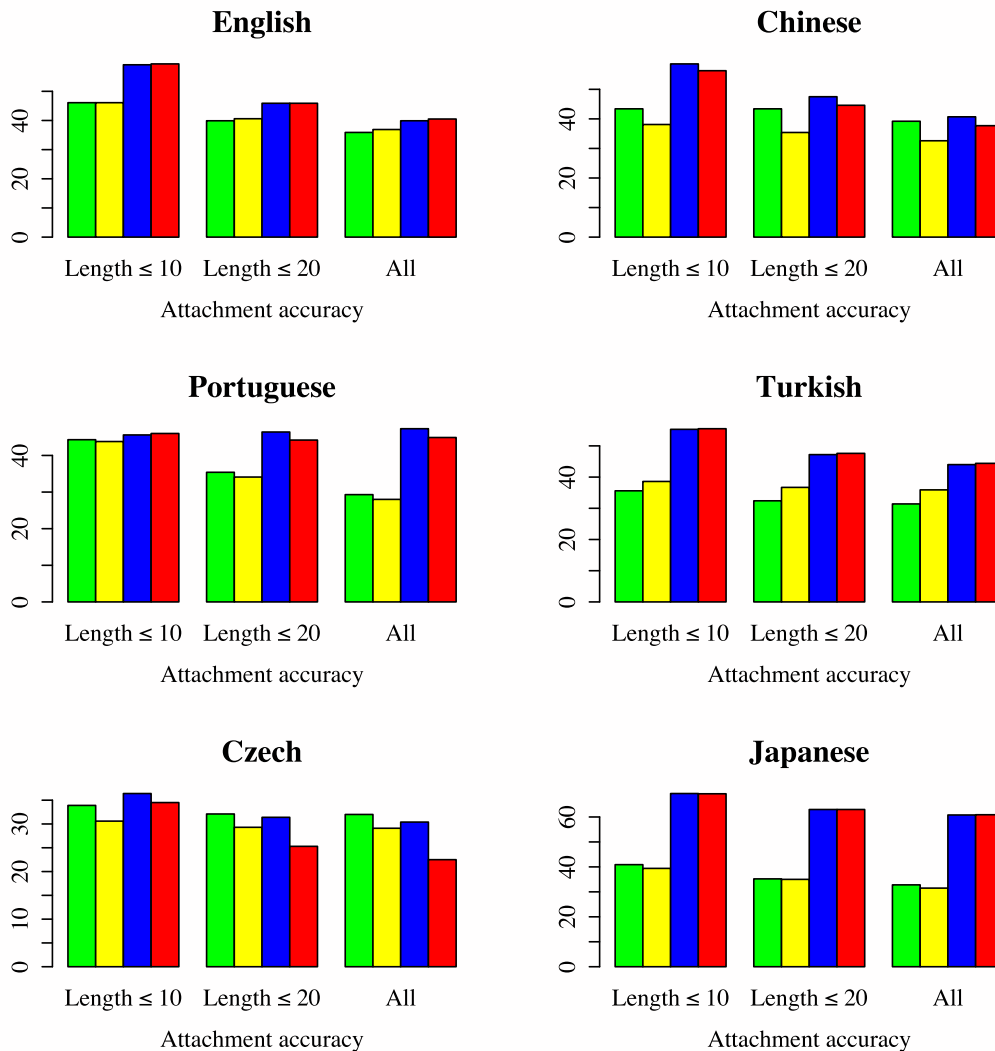 English
40
20
0
Length ≤ 10 Length ≤ 20 All
Attachment accuracy
Chinese
40
20
0
Length ≤ 10 Length ≤ 20 All
Attachment accuracy
Portuguese
40
20
0
Length ≤ 10 Length ≤ 20 All
Attachment accuracy
Turkish
40
20
0
Length ≤ 10 Length ≤ 20 All
Attachment accuracy
Czech
30
20
10
0
Length ≤ 10 Length ≤ 20 All
Attachment accuracy
Japanese
60
40
20
0
Length ≤ 10 Length ≤ 20 All
Attachment accuracy